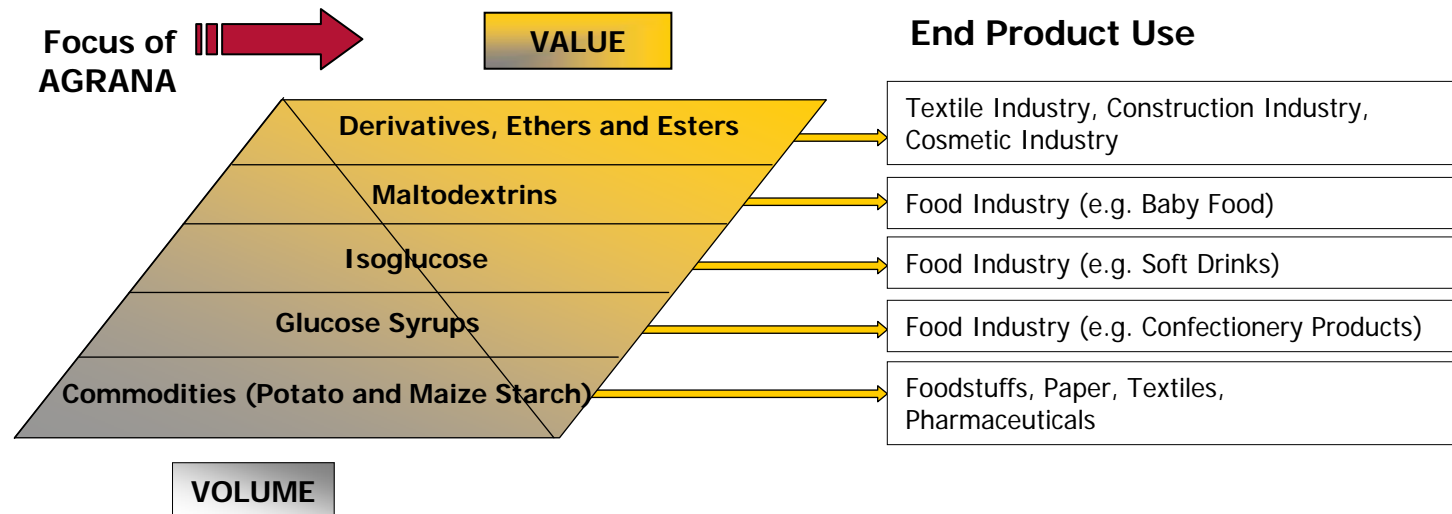 Focus of
AGRANA
VALUE
End Product Use
Derivatives, Ethers and Esters
Textile Industry, Construction Industry,
Cosmetic Industry
Maltodextrins
Food Industry (e.g. Baby Food)
Isoglucose
Food Industry (e.g. Soft Drinks)
Glucose Syrups
Food Industry (e.g. Confectionery Products)
Commodities (Potato and Maize Starch)
Foodstuffs, Paper, Textiles,
Pharmaceuticals
VOLUME